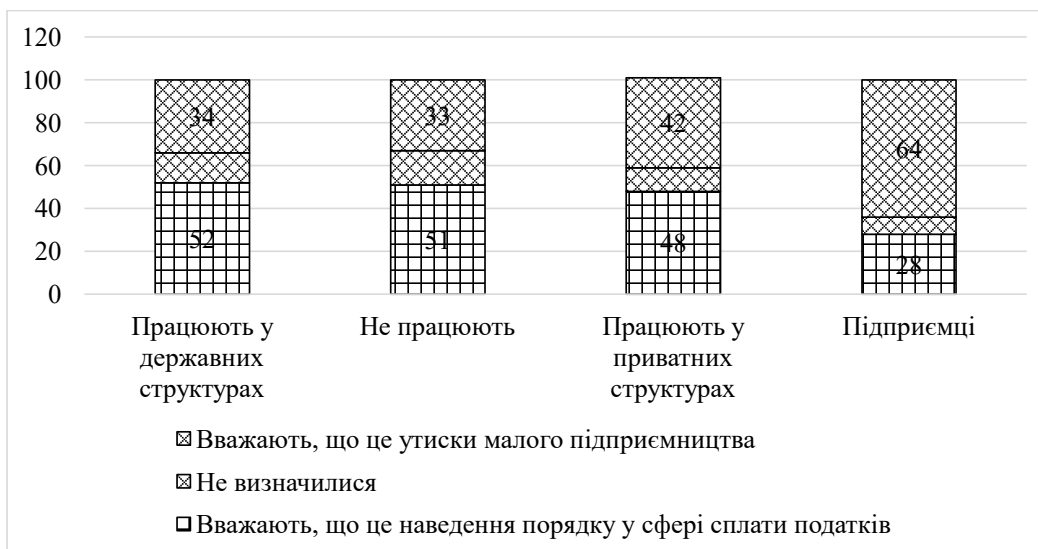 120
100
80
60
40
20
0
34
33
42
64
52
51
48
28
Працюють у
державних
структурах
Не працюють
Працюють у
приватних
структурах
Підприємці
Вважають, що це утиски малого підприємництва
Не визначилися
Вважають, що це наведення порядку у сфері сплати податків